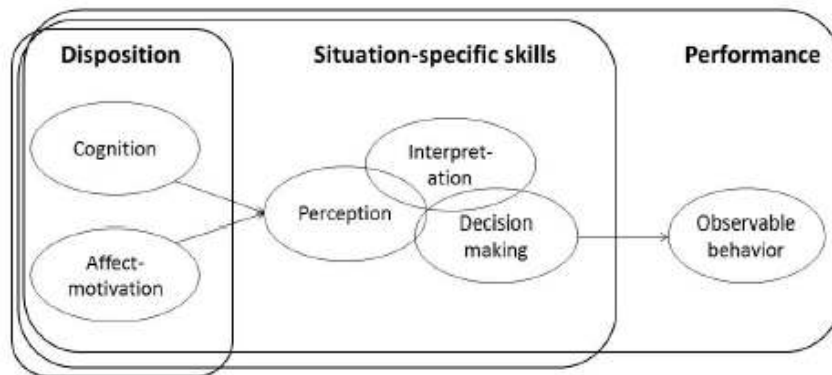 Disposition
Situation-specific skills
Performance
Cognition
Affect-
motivation
Perception
Interpret-
ation
Decision
making
Observable
behavior